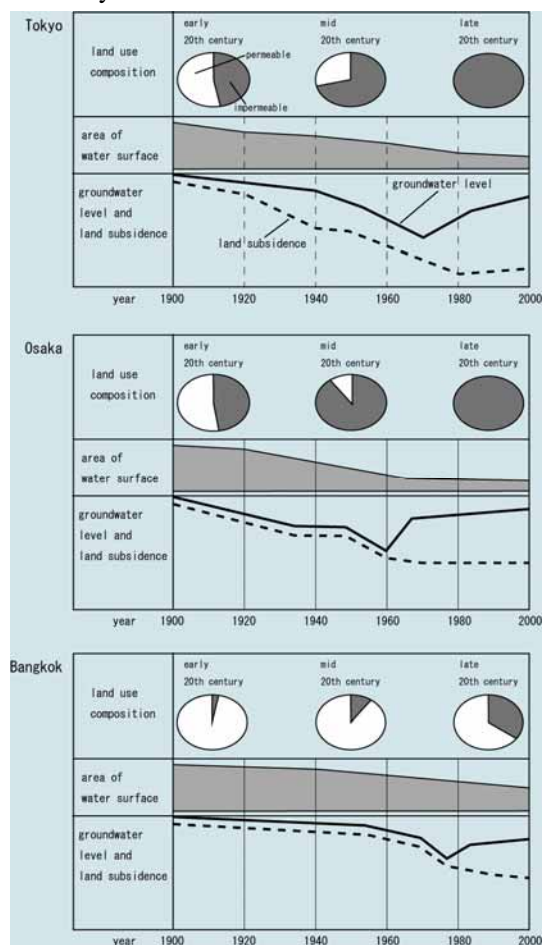 Tokyo
land use
composition
early
20th century
mid
20th century
late
20th century
permeable
impermeable
area of
water surface
groundwater
level and
land subsidence
groundwater level
land subsidence
year
1900
1920
1940
1960
1980
2000
Osaka
land use
composition
early
20th century
mid
20th century
late
20th century
area of
water surface
groundwater
level and
land subsidence
year
1900
1920
1940
1960
1980
2000
Bangkok
land use
composition
early
20th century
mid
20th century
late
20th century
area of
water surface
groundwater
level and
land subsidence
year
1900
1920
1940
1960
1980
2000